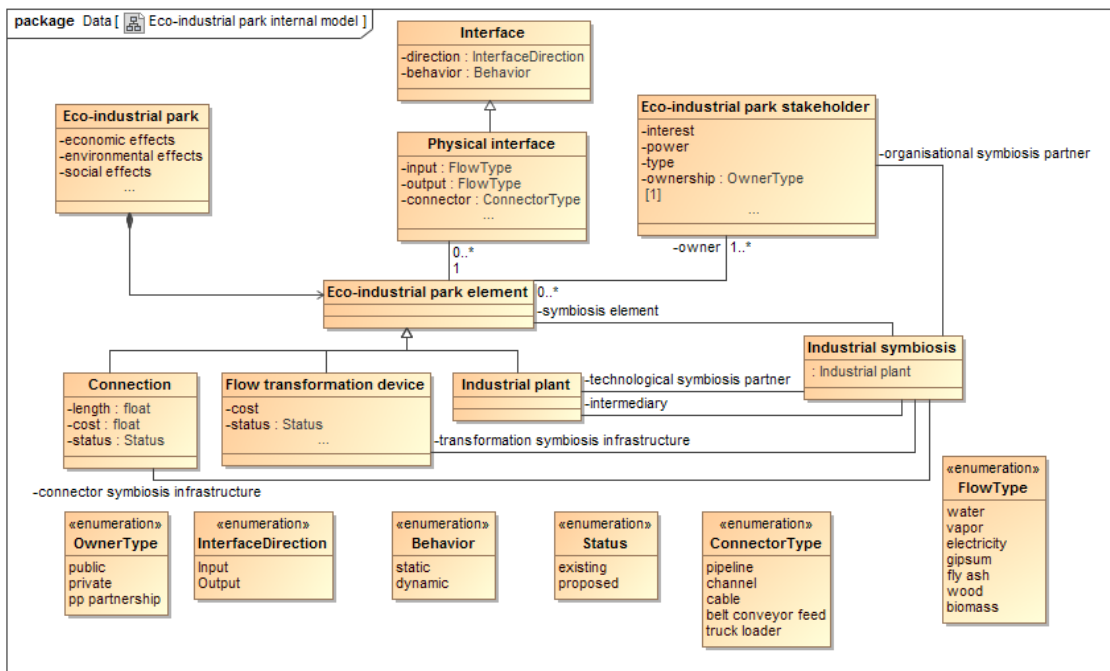 package Data [ Eco-industrial park internal model ]
Interface
-direction : InterfaceDirection
-behavior : Behavior
Eco-industrial park
-economic effects
-environmental effects
-social effects
...
Physical interface
-input : FlowType
-output : FlowType
-connector : ConnectorType
...
Eco-industrial park stakeholder
-interest
-power
-type
-ownership : OwnerType
[1]
...
-organisational symbiosis partner
0..*
1
-owner
1..*
Eco-industrial park element
0..*
-symbiosis element
Industrial symbiosis
: Industrial plant
Connection
-length : float
-cost : float
-status : Status
Flow transformation device
-cost
-status : Status
...
Industrial plant
-technological symbiosis partner
-intermediary
-transformation symbiosis infrastructure
-connector symbiosis infrastructure
«enumeration»
OwnerType
public
private
pp partnership
«enumeration»
InterfaceDirection
Input
Output
«enumeration»
Behavior
static
dynamic
«enumeration»
Status
existing
proposed
«enumeration»
ConnectorType
pipeline
channel
cable
belt conveyor feed
truck loader
«enumeration»
FlowType
water
vapor
electricity
gipsum
fly ash
wood
biomass